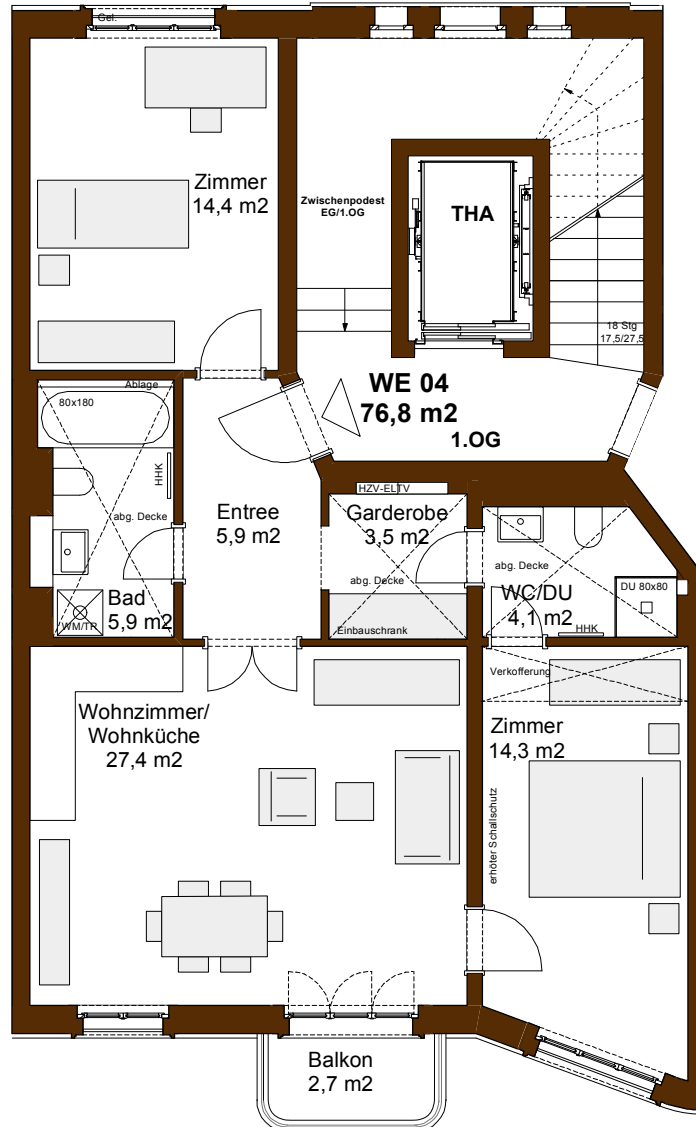 Gel.
Zimmer
14,4 m2
Zwischenpodest
EG/1.OG
THA
18 Stg
17,5/27,5
WE 04
76,8 m2
1.OG
Ablage
80x180
HHK
abg. Decke
Bad
5,9 m2
WM/TR
Entree
5,9 m2
HZV-ELTV
Garderobe
3,5 m2
abg. Decke
Einbauschrank
abg. Decke
WC/DU
4,1 m2
DU 80x80
HHK
Wohnzimmer/
Wohnküche
27,4 m2
Verkofferung
Zimmer
14,3 m2
erhöter Schallschutz
Balkon
2,7 m2